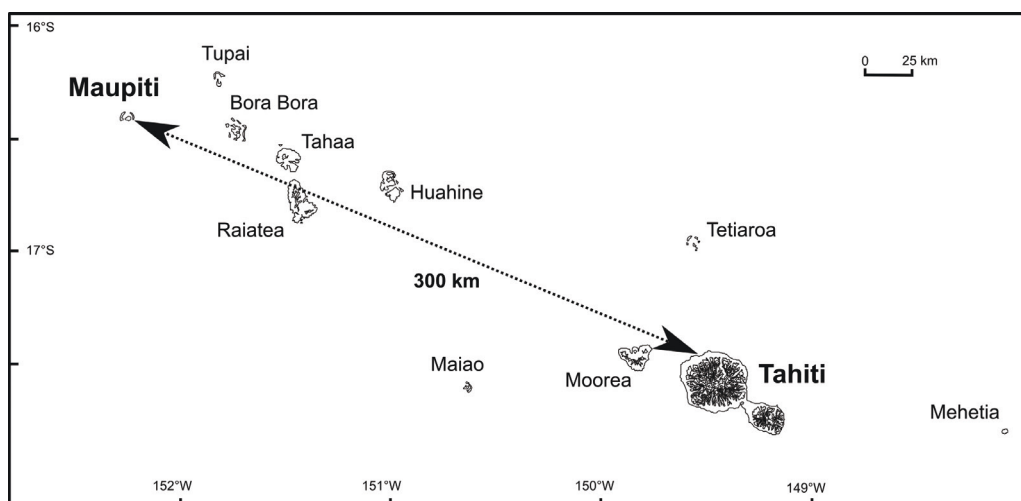 16°S
Tupai
Maupiti
Bora Bora
Tahaa
Huahine
Raiatea
0 25 km
Tetiaroa
17°S
300 km
Maiao
Moorea
Tahiti
Mehetia
152°W 151°W 150°W 149°W